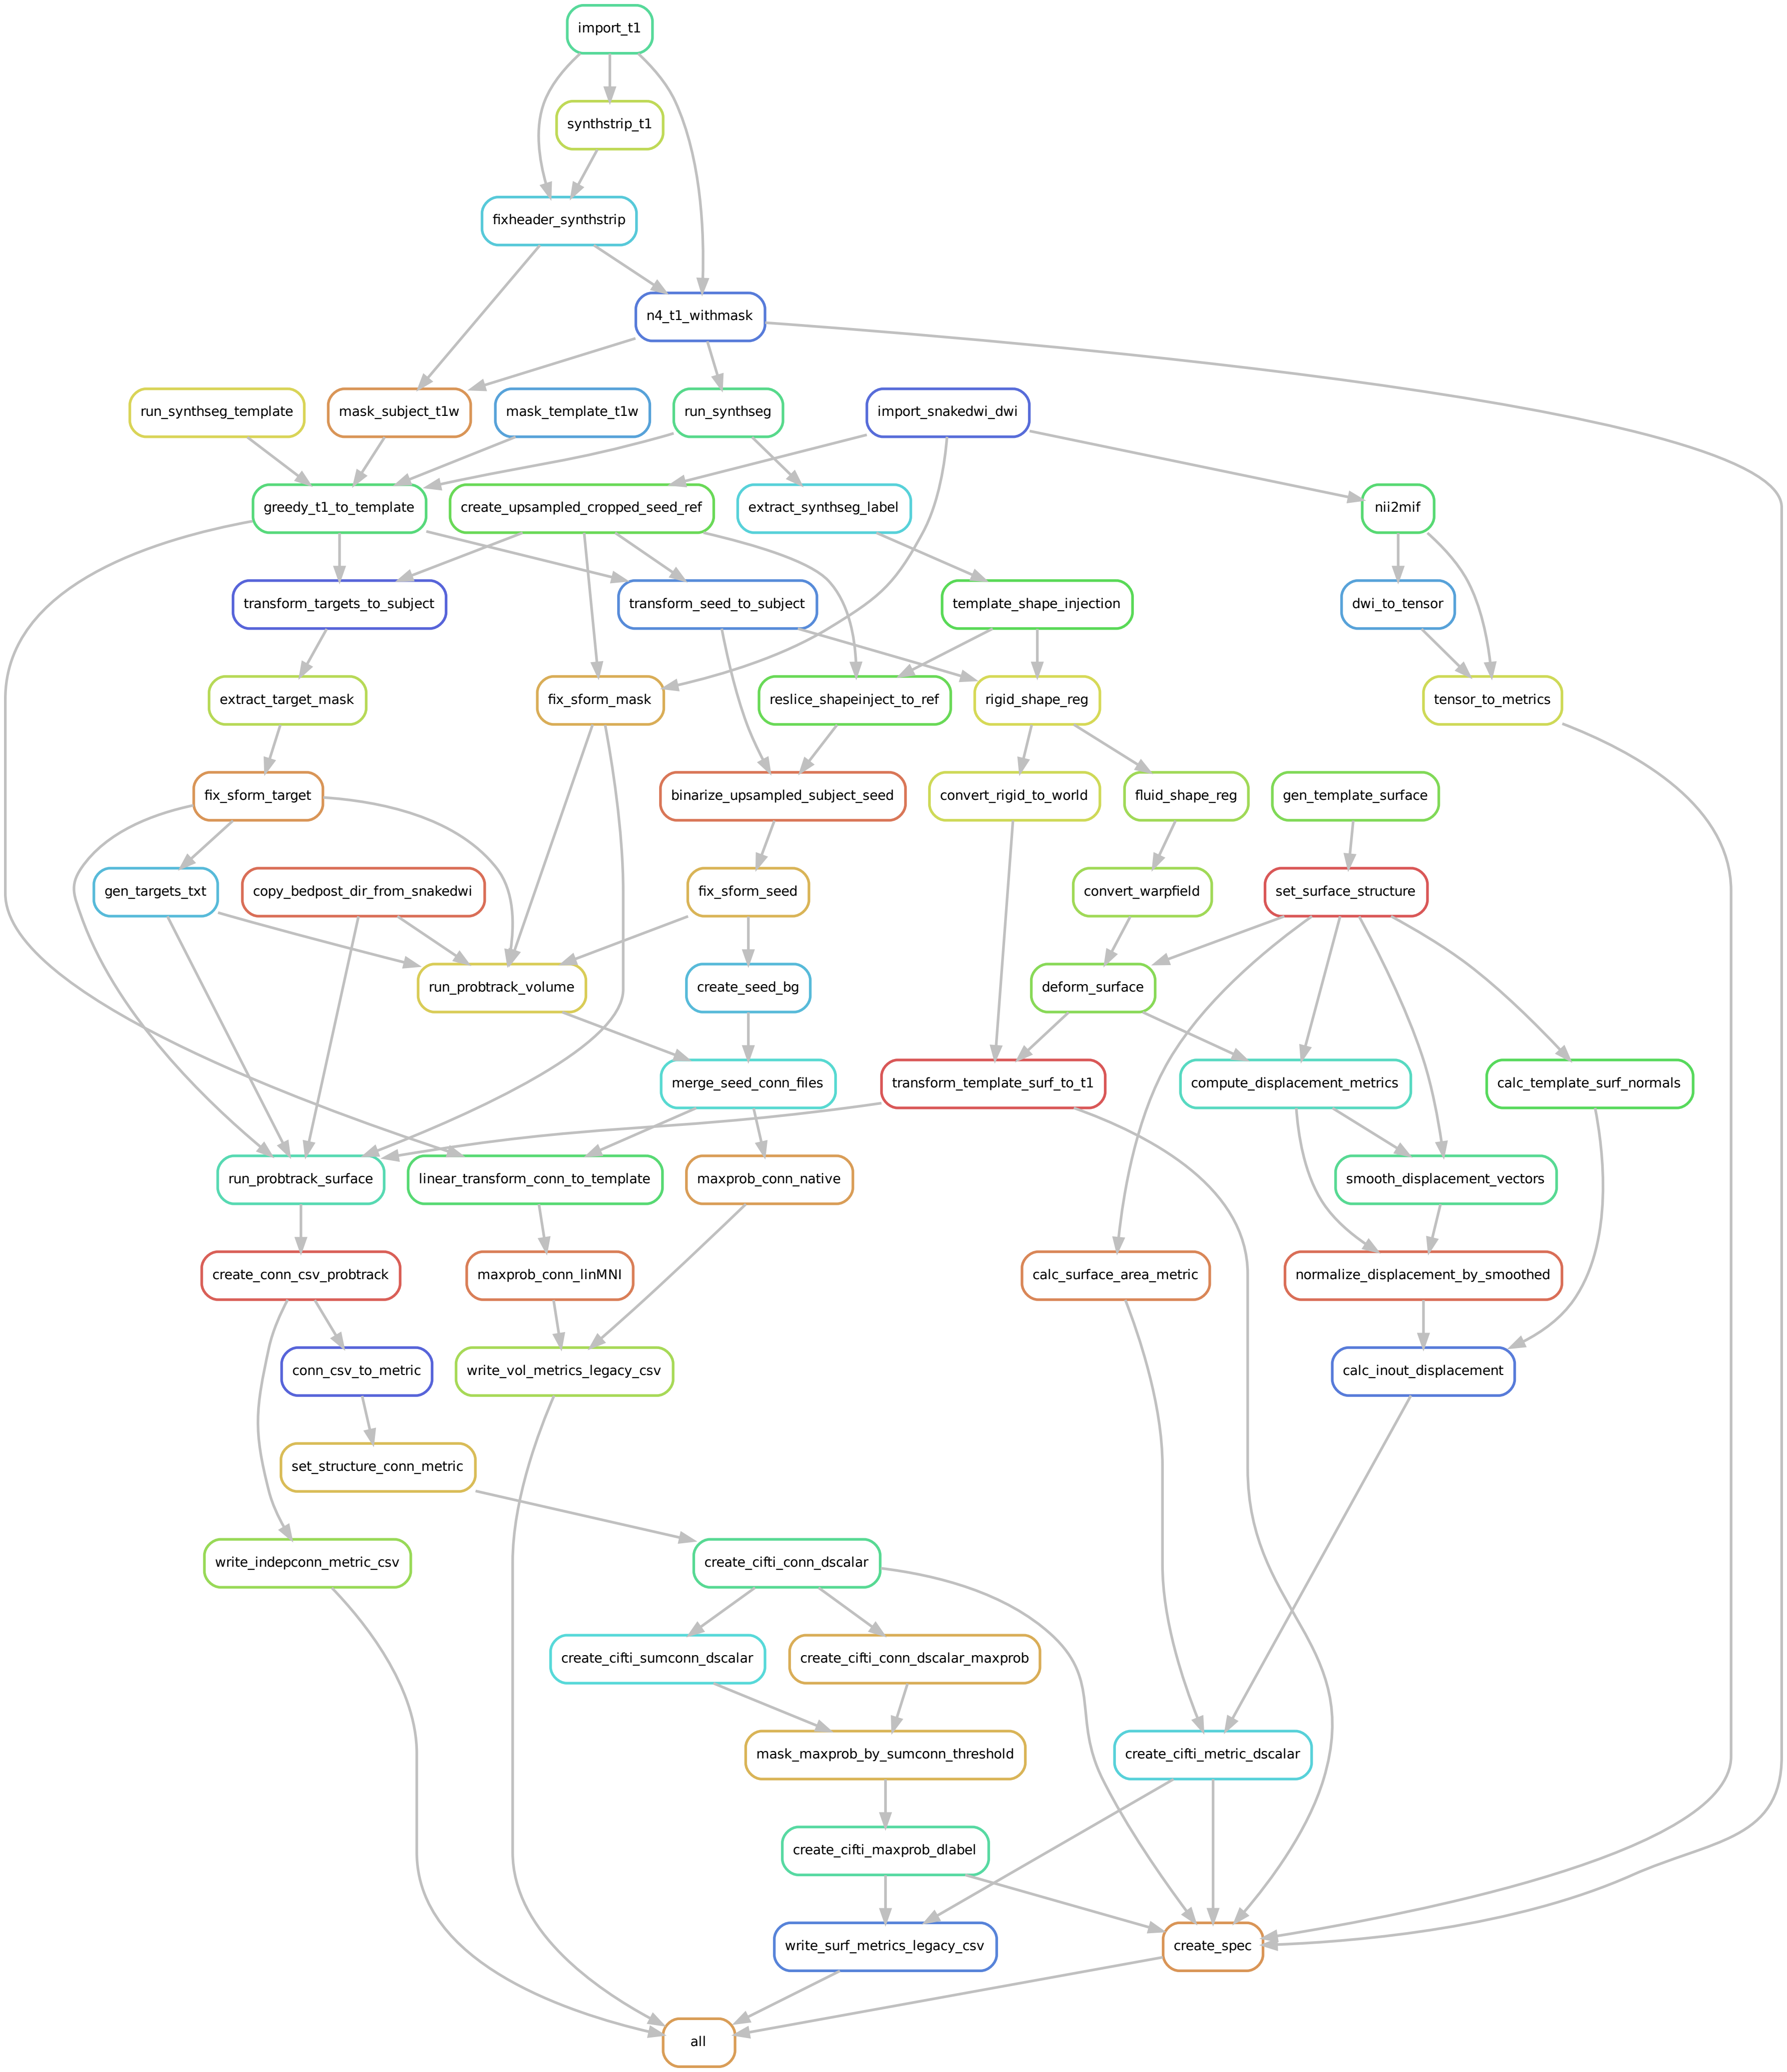 import_t1
synthstrip_t1
fixheader_synthstrip
n4_t1_withmask
run_synthseg_template
mask_subject_t1w
mask_template_t1w
run_synthseg
import_snakedwi_dwi
greedy_t1_to_template
create_upsampled_cropped_seed_ref
extract_synthseg_label
nii2mif
transform_targets_to_subject
transform_seed_to_subject
template_shape_injection
dwi_to_tensor
extract_target_mask
fix_sform_mask
reslice_shapeinject_to_ref
rigid_shape_reg
tensor_to_metrics
fix_sform_target
binarize_upsampled_subject_seed
convert_rigid_to_world
fluid_shape_reg
gen_template_surface
gen_targets_txt
copy_bedpost_dir_from_snakedwi
fix_sform_seed
convert_warpfield
set_surface_structure
run_probtrack_volume
create_seed_bg
deform_surface
merge_seed_conn_files
transform_template_surf_to_t1
compute_displacement_metrics
calc_template_surf_normals
run_probtrack_surface
linear_transform_conn_to_template
maxprob_conn_native
smooth_displacement_vectors
create_conn_csv_probtrack
maxprob_conn_linMNI
calc_surface_area_metric
normalize_displacement_by_smoothed
conn_csv_to_metric
write_vol_metrics_legacy_csv
calc_inout_displacement
set_structure_conn_metric
write_indepconn_metric_csv
create_cifti_conn_dscalar
create_cifti_sumconn_dscalar
create_cifti_conn_dscalar_maxprob
mask_maxprob_by_sumconn_threshold
create_cifti_metric_dscalar
create_cifti_maxprob_dlabel
write_surf_metrics_legacy_csv
create_spec
all